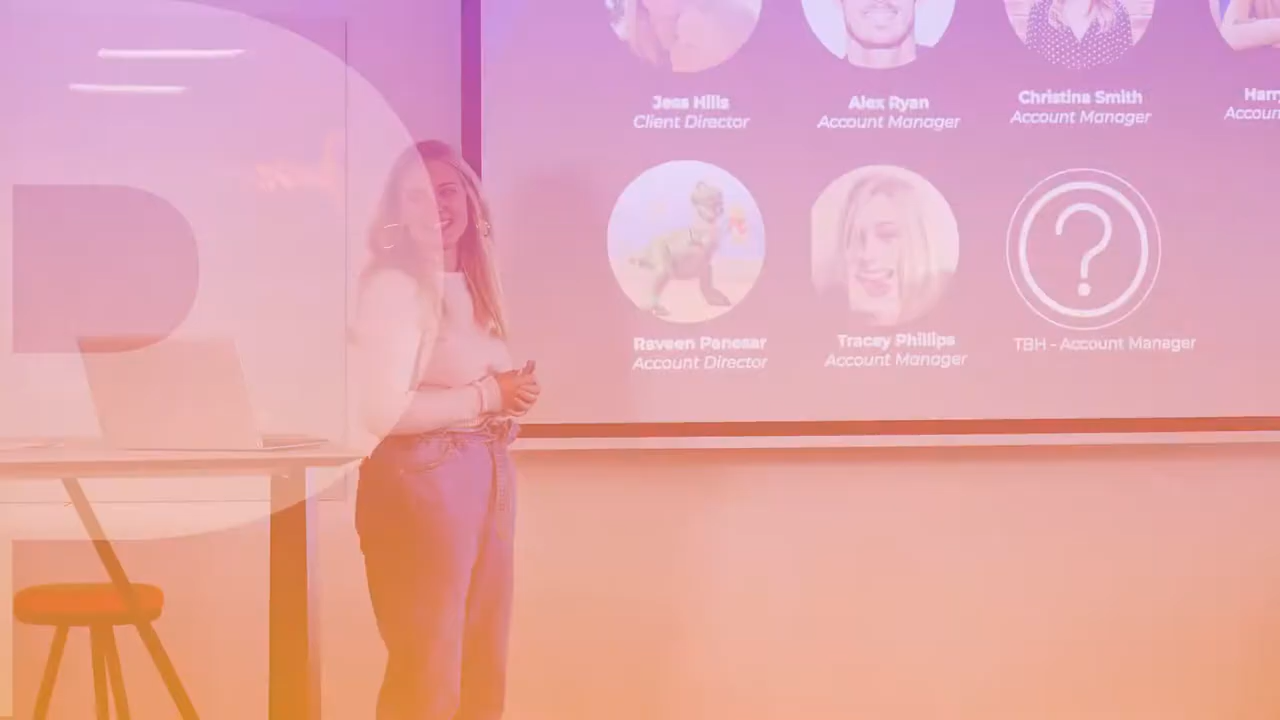 Jess Hills
Client Director
Alex Ryan
Account Manager
Christina Smith
Account Manager
Raveen Panesar
Account Director
Tracey Phillips
Account Manager
TBH - Account Manager